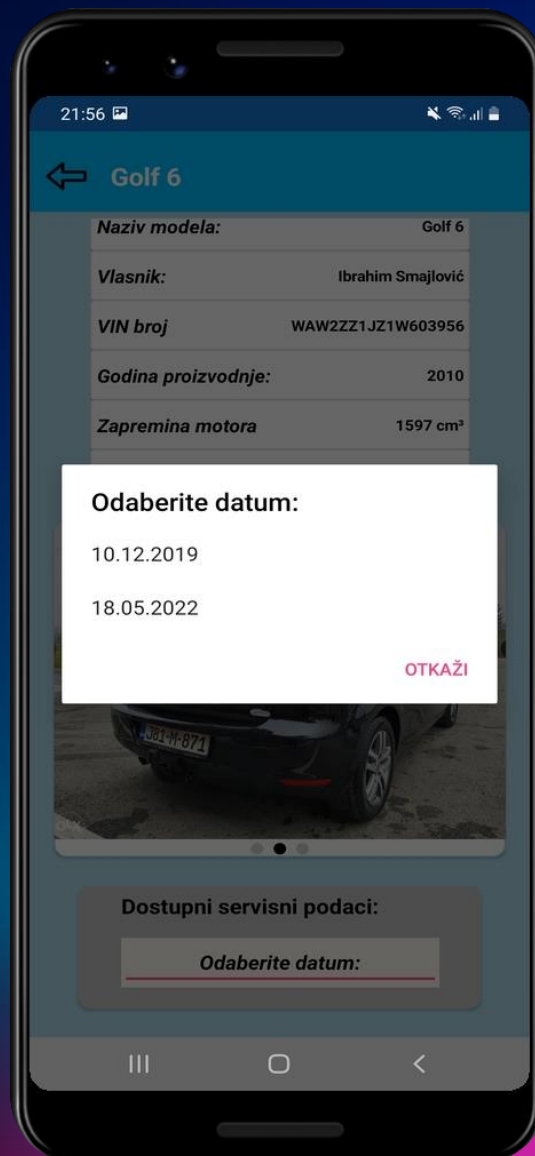 21:56
Golf 6
Naziv modela: Golf 6
Vlasnik: Ibrahim Smajlović
VIN broj WAW2ZZ1JZ1W603956
Godina proizvodnje: 2010
Zapremina motora 1597 cm³
Odaberite datum:
10.12.2019
18.05.2022
OTKAŽI
J81-M-871
Dostupni servisni podaci:
Odaberite datum: